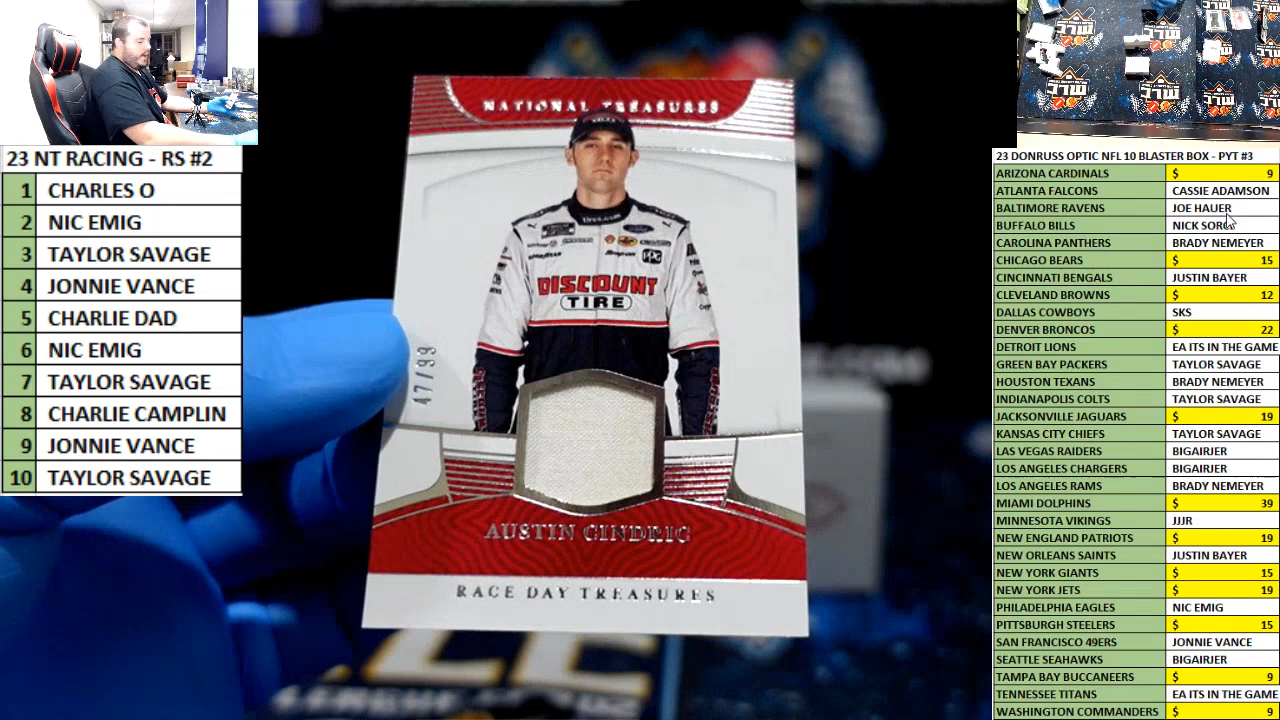 23 NT RACING - RS #2
1 CHARLES O
2 NIC EMIG
3 TAYLOR SAVAGE
4 JONNIE VANCE
5 CHARLIE DAD
6 NIC EMIG
7 TAYLOR SAVAGE
8 CHARLIE CAMPLIN
9 JONNIE VANCE
10 TAYLOR SAVAGE
NATIONAL TREASURES
DISCOUNT
TIRE
47/99
AUSTIN CINDRIC
RACE DAY TREASURES
23 DONRUSS OPTIC NFL 10 BLASTER BOX - PYT #3
ARIZONA CARDINALS $ 9
ATLANTA FALCONS CASSIE ADAMSON
BALTIMORE RAVENS JOE HAUER
BUFFALO BILLS NICK
CAROLINA PANTHERS BRADY NEMEYER
CHICAGO BEARS $ 15
CINCINNATI BENGALS JUSTIN BAYER
CLEVELAND BROWNS $ 12
DALLAS COWBOYS SKS
DENVER BRONCOS $ 22
DETROIT LIONS EA ITS IN THE GAME
GREEN BAY PACKERS TAYLOR SAVAGE
HOUSTON TEXANS BRADY NEMEYER
INDIANAPOLIS COLTS TAYLOR SAVAGE
JACKSONVILLE JAGUARS $ 19
KANSAS CITY CHIEFS TAYLOR SAVAGE
LAS VEGAS RAIDERS BIGAIRJER
LOS ANGELES CHARGERS BIGAIRJER
LOS ANGELES RAMS BRADY NEMEYER
MIAMI DOLPHINS $ 39
MINNESOTA VIKINGS JJJR
NEW ENGLAND PATRIOTS $ 19
NEW ORLEANS SAINTS JUSTIN BAYER
NEW YORK GIANTS $ 15
NEW YORK JETS $ 19
PHILADELPHIA EAGLES NIC EMIG
PITTSBURGH STEELERS $ 15
SAN FRANCISCO 49ERS JONNIE VANCE
SEATTLE SEAHAWKS BIGAIRJER
TAMPA BAY BUCCANEERS $ 9
TENNESSEE TITANS EA ITS IN THE GAME
WASHINGTON COMMANDERS $ 9